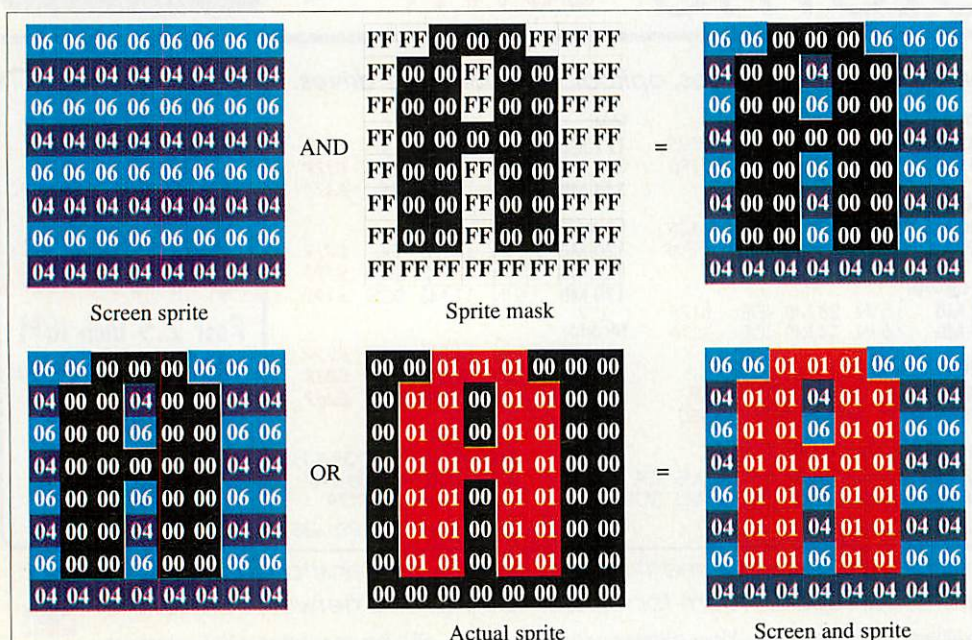 06 06 06 06 06 06 06 06
04 04 04 04 04 04 04 04
06 06 06 06 06 06 06 06
04 04 04 04 04 04 04 04
06 06 06 06 06 06 06 06
04 04 04 04 04 04 04 04
06 06 06 06 06 06 06 06
04 04 04 04 04 04 04 04
Screen sprite
AND
FF FF 00 00 00 FF FF FF
FF 00 00 FF 00 00 FF FF
FF 00 00 FF 00 00 FF FF
FF 00 00 00 00 00 FF FF
FF 00 00 FF 00 00 FF FF
FF 00 00 FF 00 00 FF FF
FF 00 00 FF 00 00 FF FF
FF FF FF FF FF FF FF FF
Sprite mask
=
06 06 00 00 00 06 06 06
04 00 00 04 00 00 04 04
06 00 00 06 00 00 06 06
04 00 00 00 00 00 04 04
06 00 00 06 00 00 06 06
04 00 00 04 00 00 04 04
06 00 00 06 00 00 06 06
04 04 04 04 04 04 04 04
06 06 00 00 00 06 06 06
04 00 00 04 00 00 04 04
06 00 00 06 00 00 06 06
04 00 00 00 00 00 04 04
06 00 00 06 00 00 06 06
04 00 00 04 00 00 04 04
06 00 00 06 00 00 06 06
04 04 04 04 04 04 04 04
OR
00 00 01 01 01 00 00 00
00 01 01 00 01 01 00 00
00 01 01 00 01 01 00 00
00 01 01 01 01 01 00 00
00 01 01 00 01 01 00 00
00 01 01 00 01 01 00 00
00 01 01 00 01 01 00 00
00 00 00 00 00 00 00 00
Actual sprite
=
06 06 01 01 01 06 06 06
04 01 01 04 01 01 04 04
06 01 01 06 01 01 06 06
04 01 01 01 01 01 04 04
06 01 01 06 01 01 06 06
04 01 01 04 01 01 04 04
06 01 01 06 01 01 06 06
04 04 04 04 04 04 04 04
Screen and sprite